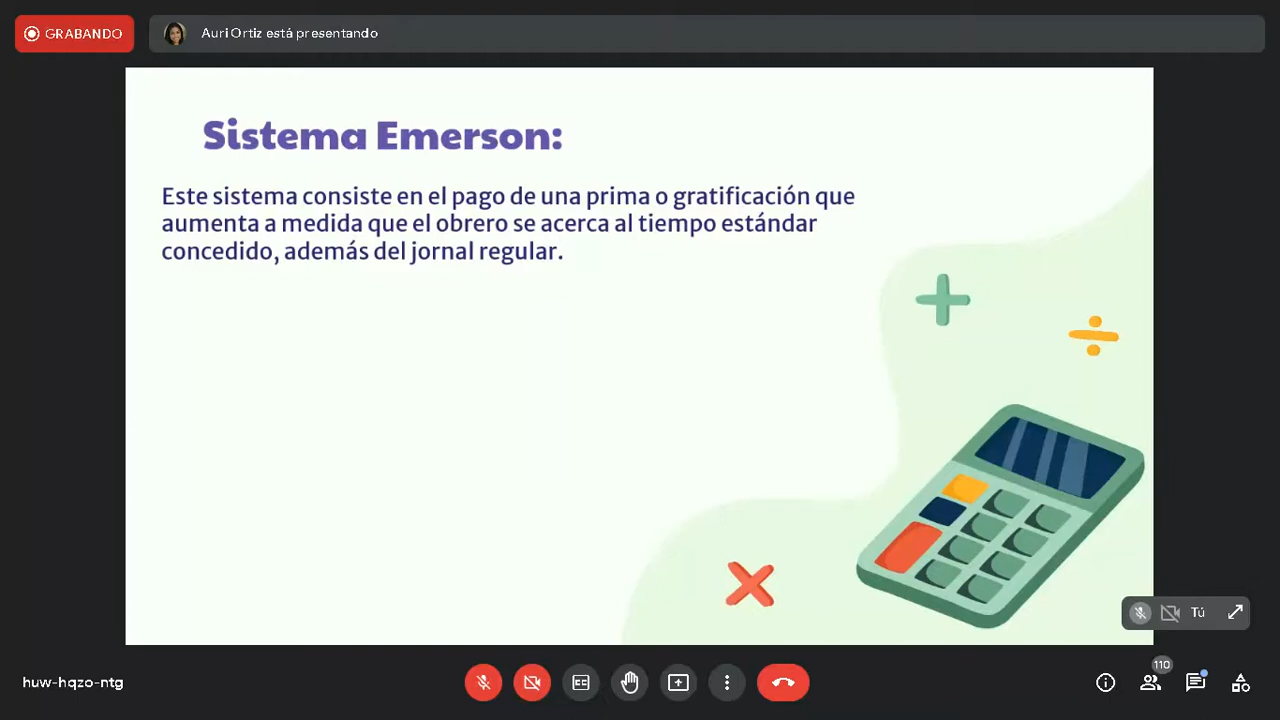 GRABANDO
Auri Ortiz está presentando
Sistema Emerson:
Este sistema consiste en el pago de una prima o gratificación que
aumenta a medida que el obrero se acerca al tiempo estándar
concedido, además del jornal regular.
Tú
huw-hqzo-ntg
110